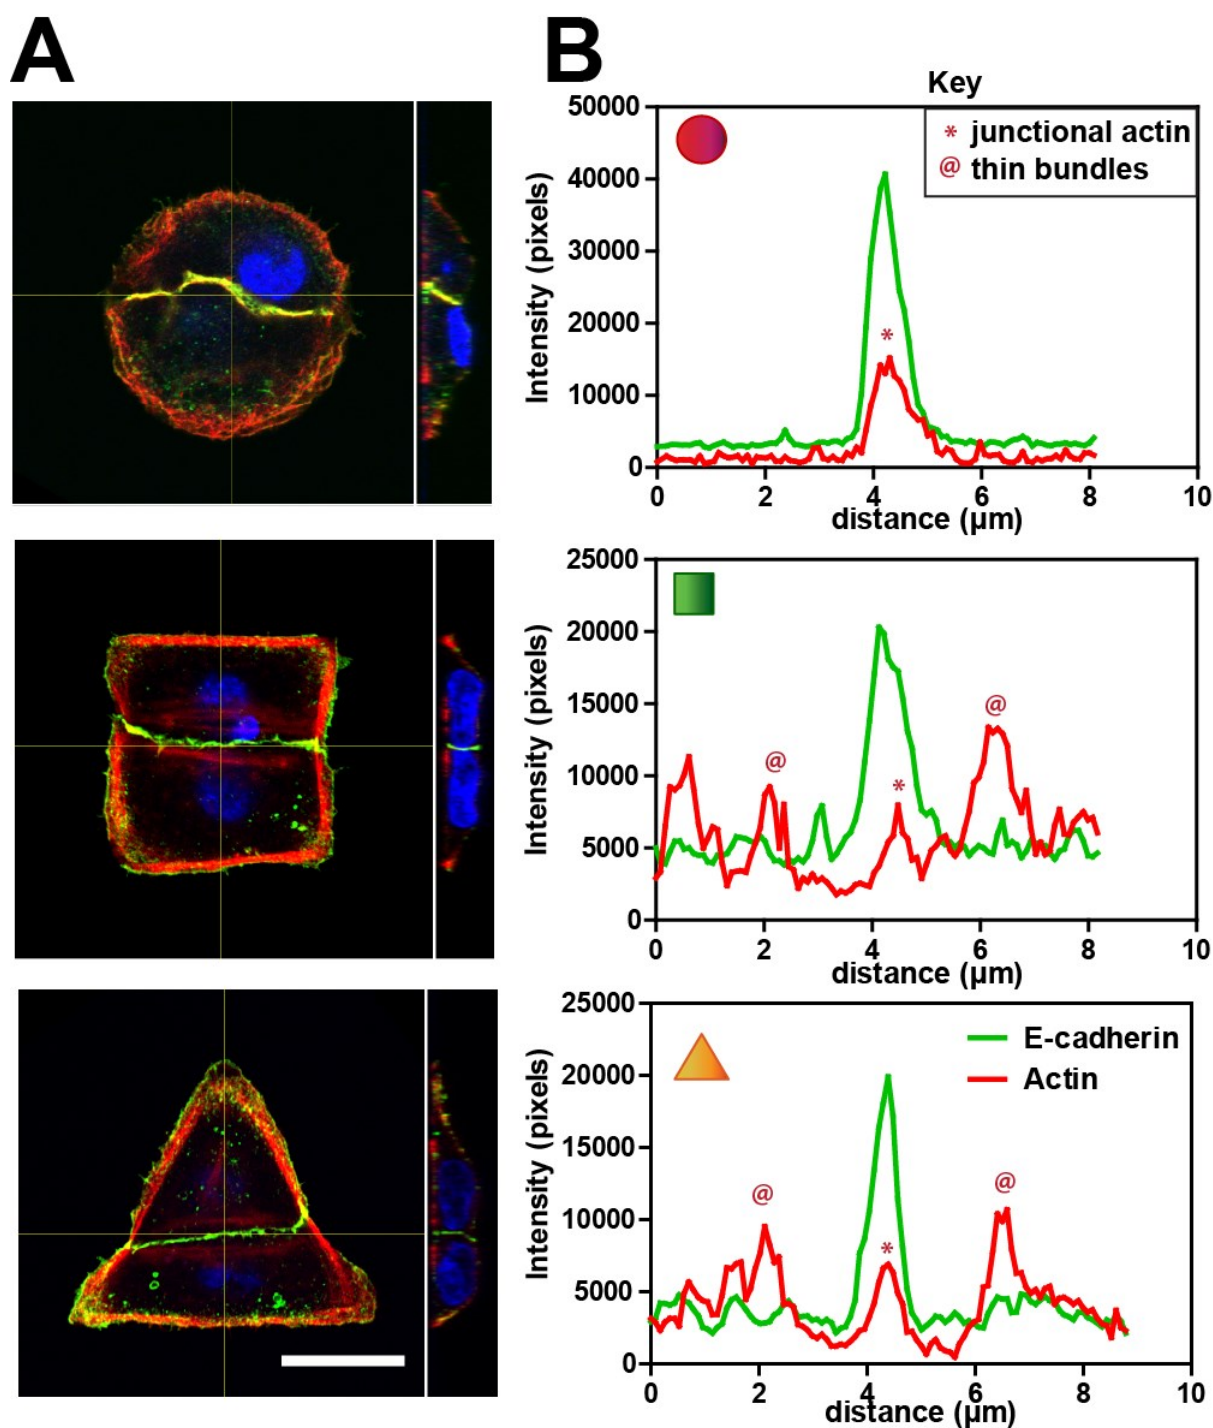 A
B
Key
* junctional actin
@ thin bundles
50000
40000
30000
20000
10000
0
Intensity (pixels)
*
0 2 4 6 8 10
distance (µm)
25000
20000
15000
10000
5000
0
Intensity (pixels)
@
*
@
0 2 4 6 8 10
distance (µm)
25000
20000
15000
10000
5000
0
Intensity (pixels)
E-cadherin
Actin
@
*
@
0 2 4 6 8 10
distance (µm)